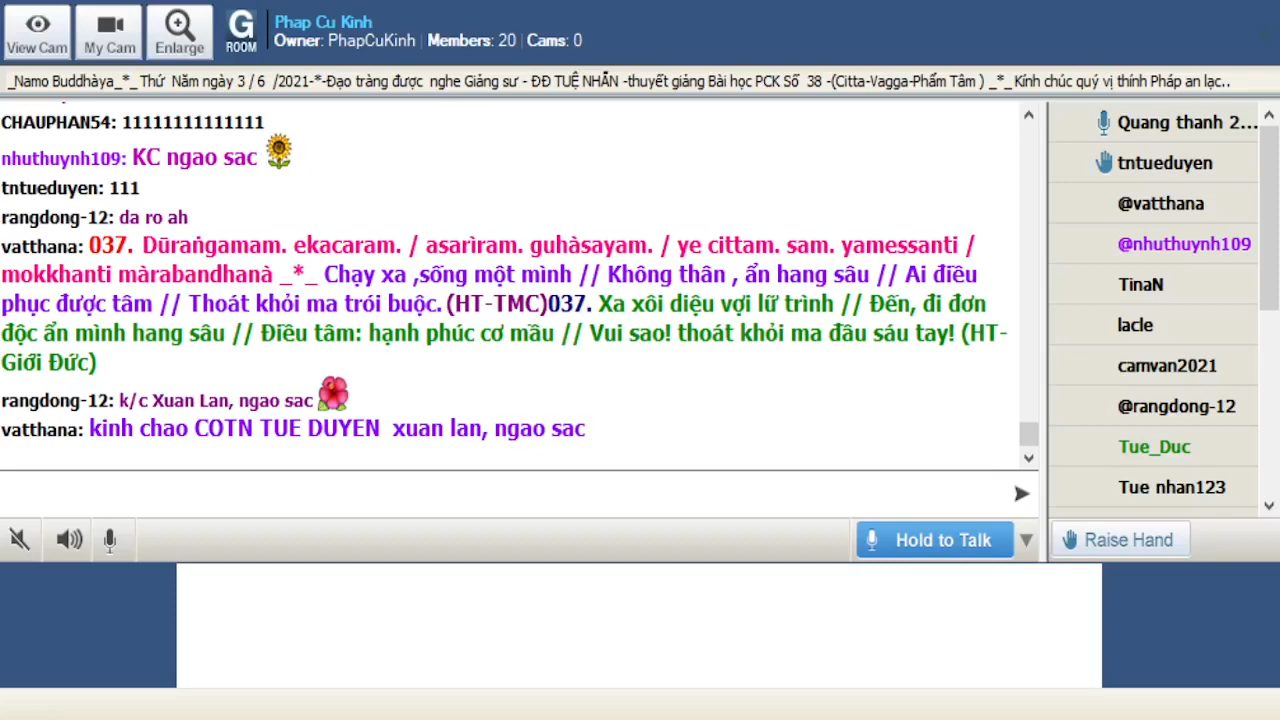 View Cam
My Cam
Enlarge
G
ROOM
Phap Cu Kinh
Owner: PhapCuKinh | Members: 20 | Cams: 0
_Namo Buddhàya_*_Thứ Năm ngày 3 / 6 /2021-*-Đạo tràng được nghe Giảng sư - ĐĐ TUỆ NHẪN -thuyết giảng Bài học PCK Số 38 -(Citta-Vagga-Phẩm Tâm ) _*_Kính chúc quý vị thính Pháp an lạc..
CHAUPHAN54: 11111111111111
nhuthuynh109: KC ngao sac
tntueduyen: 111
rangdong-12: da ro ah
vatthana: 037. Dūraṅgamam. ekacaram. / asarìram. guhàsayam. / ye cittam. sam. yamessanti /
mokkhanti màrabandhanà _*_ Chạy xa ,sống một mình // Không thân , ẩn hang sâu // Ai điều
phục được tâm // Thoát khỏi ma trói buộc. (HT-TMC)037. Xa xôi diệu vợi lữ trình // Đến, đi đơn
độc ẩn mình hang sâu // Điều tâm: hạnh phúc cơ mầu // Vui sao! thoát khỏi ma đầu sáu tay! (HT-
Giới Đức)
rangdong-12: k/c Xuan Lan, ngao sac
vatthana: kinh chao COTN TUE DUYEN xuan lan, ngao sac
Quang thanh 2...
tntueduyen
@vatthana
@nhuthuynh109
TinaN
lacle
camvan2021
@rangdong-12
Tue_Duc
Tue nhan123
Hold to Talk
Raise Hand